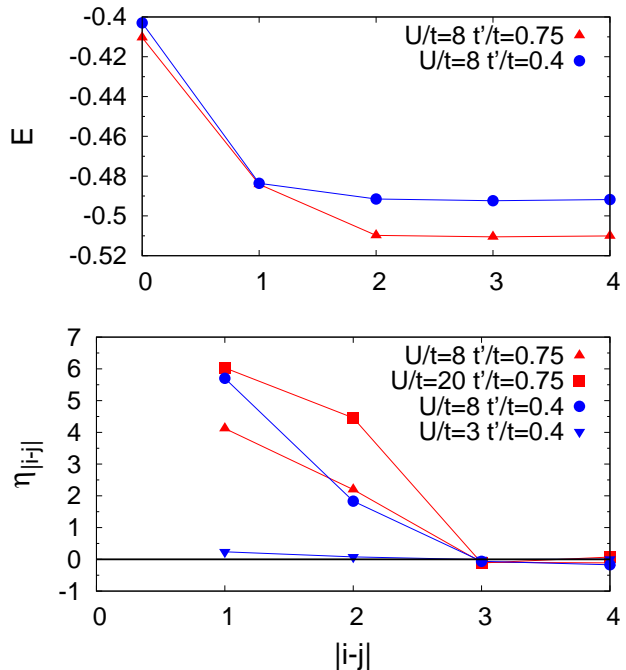 -0.4
-0.42
-0.44
-0.46
-0.48
-0.5
-0.52
E
U/t=8 t'/t=0.75
U/t=8 t'/t=0.4
0 1 2 3 4
7
6
5
4
3
2
1
0
-1
η|i-j|
U/t=8 t'/t=0.75
U/t=20 t'/t=0.75
U/t=8 t'/t=0.4
U/t=3 t'/t=0.4
0 1 2 3 4
|i-j|